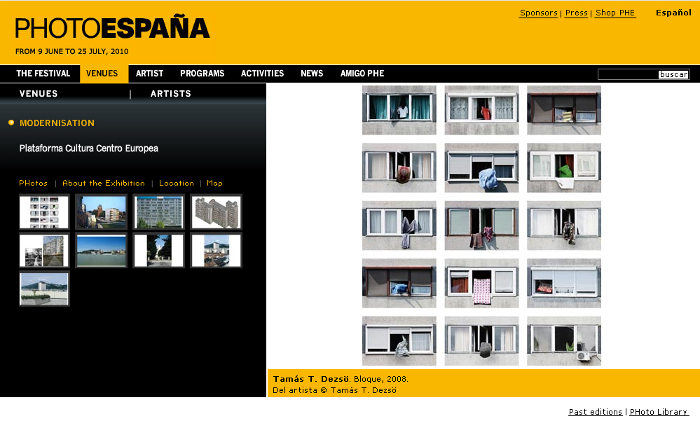 Sponsors | Press | Shop PHE Español
PHOTOESPAÑA
FROM 9 JUNE TO 25 JULY, 2010
THE FESTIVAL VENUES ARTIST PROGRAMS ACTIVITIES NEWS AMIGO PHE buscar
VENUES | ARTISTS
MODERNISATION
Plataforma Cultura Centro Europea
PHotos | About the Exhibition | Location | Map
Tamás T. Dezsö. Bloque, 2008.
Del artista © Tamás T. Dezsö
Past editions | PHoto Library